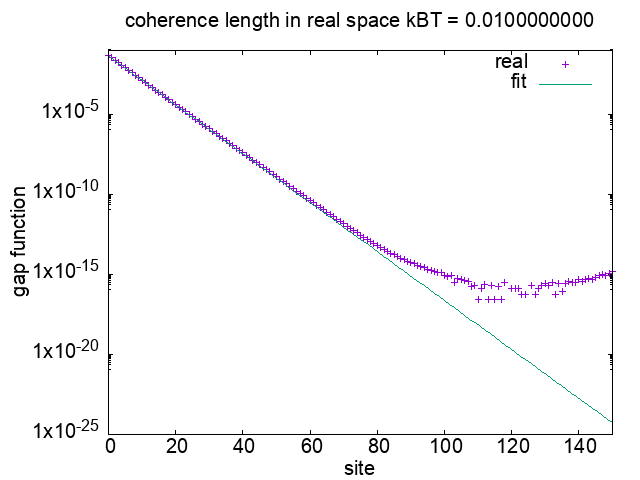 coherence length in real space kBT = 0.0100000000
real
fit
1x10-5
1x10-10
1x10-15
1x10-20
1x10-25
gap function
0 20 40 60 80 100 120 140
site